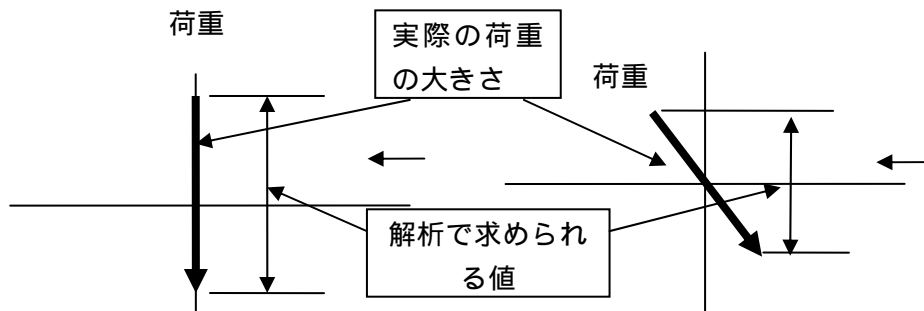 荷重
実際の荷重
の大きさ
荷重
解析で求められ
る値